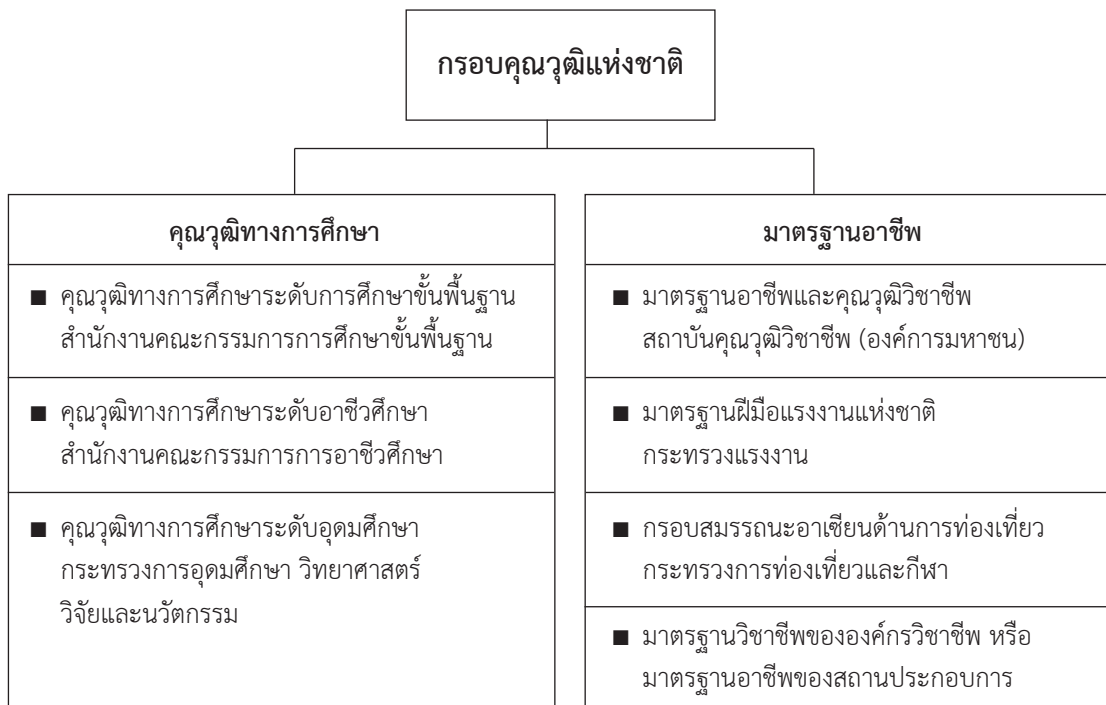 กรอบคุณวุฒิแห่งชาติ
คุณวุฒิทางการศึกษา
■ คุณวุฒิทางการศึกษาระดับการศึกษาขั้นพื้นฐาน
สำนักงานคณะกรรมการการศึกษาขั้นพื้นฐาน
■ คุณวุฒิทางการศึกษาระดับอาชีวศึกษา
สำนักงานคณะกรรมการการอาชีวศึกษา
■ คุณวุฒิทางการศึกษาระดับอุดมศึกษา
กระทรวงการอุดมศึกษา วิทยาศาสตร์
วิจัยและนวัตกรรม
มาตรฐานอาชีพ
■ มาตรฐานอาชีพและคุณวุฒิวิชาชีพ
สถาบันคุณวุฒิวิชาชีพ (องค์การมหาชน)
■ มาตรฐานฝีมือแรงงานแห่งชาติ
กระทรวงแรงงาน
■ กรอบสมรรถนะอาเซียนด้านการท่องเที่ยว
กระทรวงการท่องเที่ยวและกีฬา
■ มาตรฐานวิชาชีพขององค์กรวิชาชีพ หรือ
มาตรฐานอาชีพของสถานประกอบการ